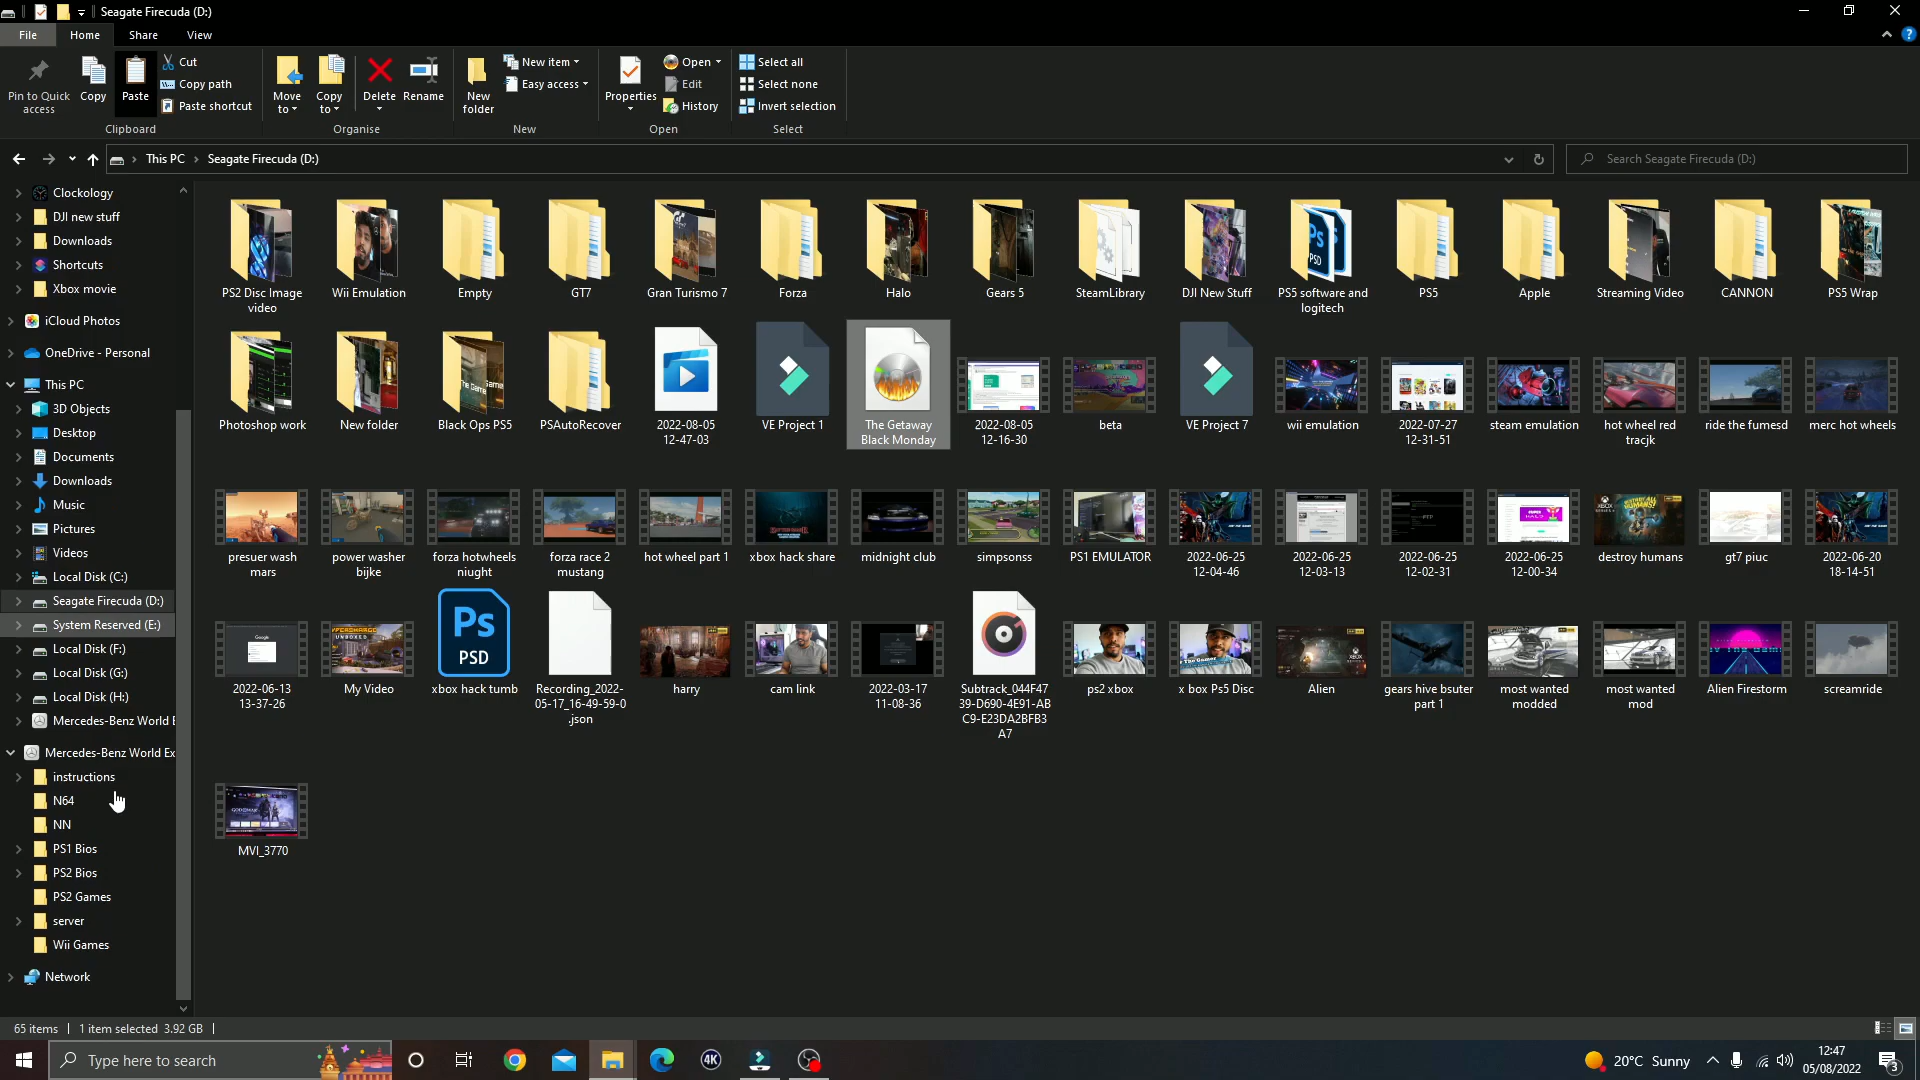 Seagate Firecuda (D:)
File Home Share View
Pin to Quick access
Copy
Paste
Cut
Copy path
Paste shortcut
Clipboard
Move to
Copy to
Delete
Rename
Organise
New folder
New item
Easy access
New
Properties
Open
Edit
History
Open
Select all
Select none
Invert selection
Select
This PC › Seagate Firecuda (D:)
Search Seagate Firecuda (D:)
Clockology
DJI new stuff
Downloads
Shortcuts
Xbox movie
iCloud Photos
OneDrive - Personal
This PC
3D Objects
Desktop
Documents
Downloads
Music
Pictures
Videos
Local Disk (C:)
Seagate Firecuda (D:)
System Reserved (E:)
Local Disk (F:)
Local Disk (G:)
Local Disk (H:)
Mercedes-Benz World E
Mercedes-Benz World Ex
instructions
N64
NN
PS1 Bios
PS2 Bios
PS2 Games
server
Wii Games
Network
PS2 Disc Image video
Wii Emulation
Empty
GT7
Gran Turismo 7
Forza
Halo
Gears 5
SteamLibrary
DJI New Stuff
PS5 software and logitech
PS5
Apple
Streaming Video
CANNON
PS5 Wrap
Photoshop work
New folder
Black Ops PS5
PSAutoRecover
2022-08-05 12-47-03
VE Project 1
The Getaway Black Monday
2022-08-05 12-16-30
beta
VE Project 7
wii emulation
2022-07-27 12-31-51
steam emulation
hot wheel red tracjk
ride the fumesd
merc hot wheels
presuer wash mars
power washer bijke
forza hotwheels niught
forza race 2 mustang
hot wheel part 1
xbox hack share
midnight club
simpsonss
PS1 EMULATOR
2022-06-25 12-04-46
2022-06-25 12-03-13
2022-06-25 12-02-31
2022-06-25 12-00-34
destroy humans
gt7 piuc
2022-06-20 18-14-51
2022-06-13 13-37-26
My Video
Ps
PSD
xbox hack tumb
Recording_2022-
05-17_16-49-59-0
.json
harry
cam link
2022-03-17 11-08-36
Subtrack_044F47
39-D690-4E91-AB
C9-E23DA2BFB3
A7
ps2 xbox
x box Ps5 Disc
Alien
gears hive bsuter part 1
most wanted modded
most wanted mod
Alien Firestorm
screamride
MVI_3770
65 items | 1 item selected 3.92 GB |
Type here to search
4K
20°C Sunny
12:47
05/08/2022
3